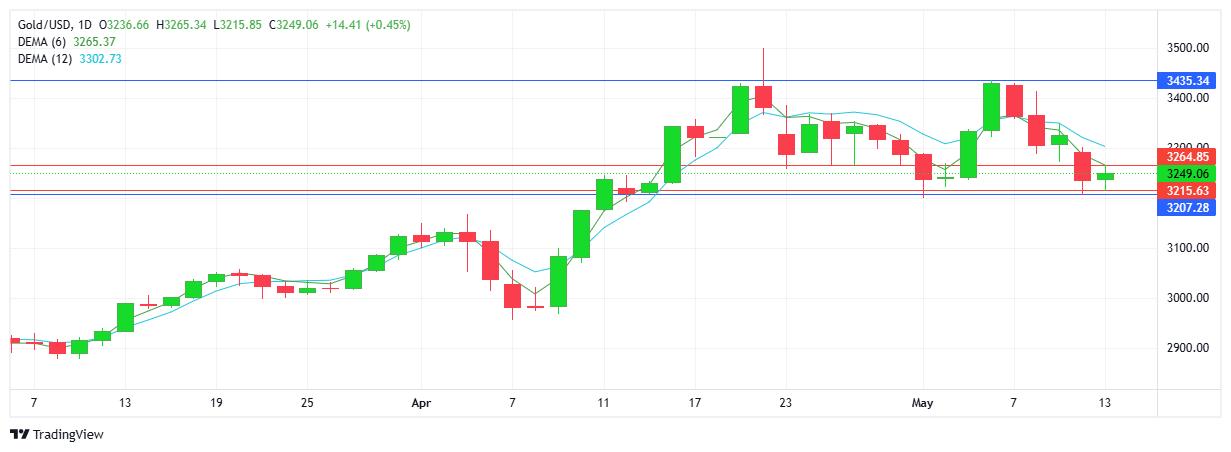 Gold/USD, 1D O3236.66 H3265.34 L3215.85 C3249.06 +14.41 (+0.45%)
DEMA (6) 3265.37
DEMA (12) 3302.73
3500.00
3435.34
3400.00
3200.00
3264.85
3249.06
3215.63
3207.28
3100.00
3000.00
2900.00
7 13 19 25 Apr 7 11 17 23 May 7 13
TradingView